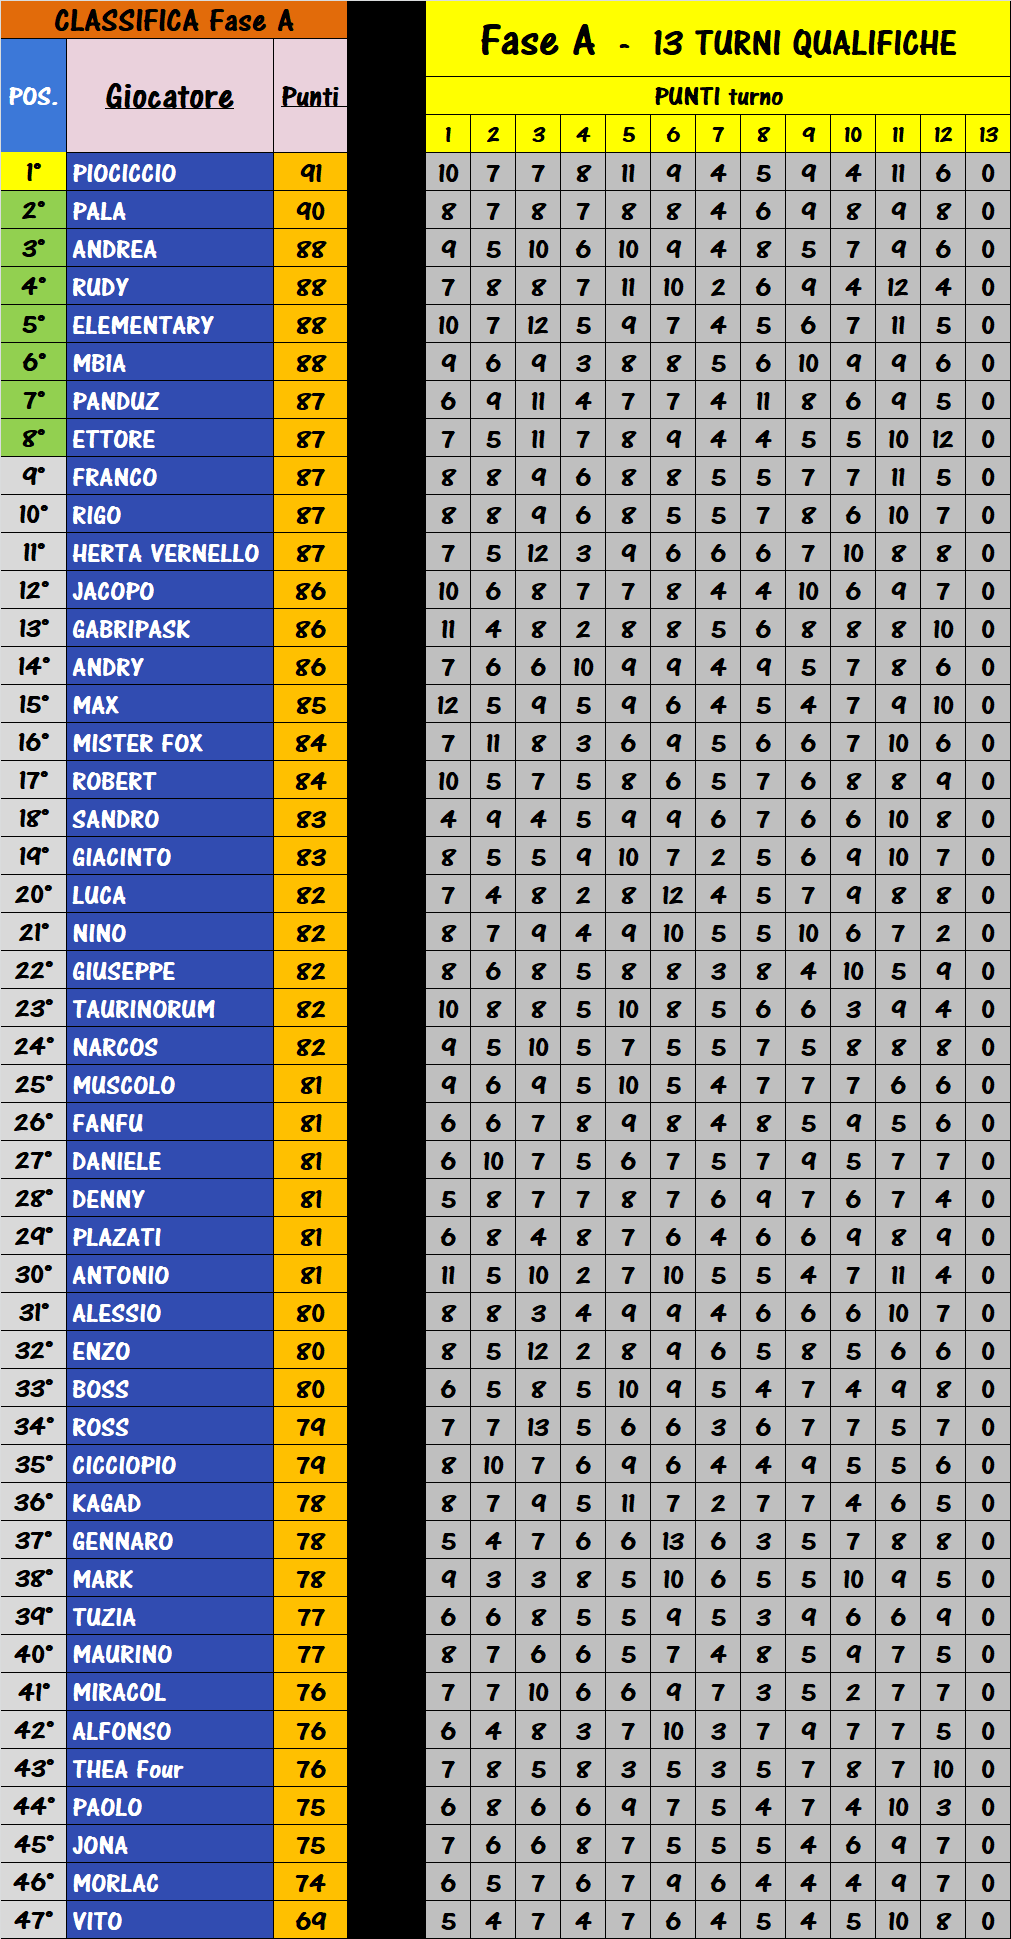 CLASSIFICA Fase A
Fase A - 13 TURNI QUALIFICHE
POS. Giocatore Punti PUNTI turno
1 2 3 4 5 6 7 8 9 10 11 12 13
1° PIOCICCIO 91 10 7 7 8 11 9 4 5 9 4 11 6 0
2° PALA 90 8 7 8 7 8 8 4 6 9 8 9 8 0
3° ANDREA 88 9 5 10 6 10 9 4 8 5 7 9 6 0
4° RUDY 88 7 8 8 7 11 10 2 6 9 4 12 4 0
5° ELEMENTARY 88 10 7 12 5 9 7 4 5 6 7 11 5 0
6° MBIA 88 9 6 9 3 8 8 5 6 10 9 9 6 0
7° PANDUZ 87 6 9 11 4 7 7 4 11 8 6 9 5 0
8° ETTORE 87 7 5 11 7 8 9 4 4 5 5 10 12 0
9° FRANCO 87 8 8 9 6 8 8 5 5 7 7 11 5 0
10° RIGO 87 8 8 9 6 8 5 5 7 8 6 10 7 0
11° HERTA VERNELLO 87 7 5 12 3 9 6 6 6 7 10 8 8 0
12° JACOPO 86 10 6 8 7 7 8 4 4 10 6 9 7 0
13° GABRIPASK 86 11 4 8 2 8 8 5 6 8 8 8 10 0
14° ANDRY 86 7 6 6 10 9 9 4 9 5 7 8 6 0
15° MAX 85 12 5 9 5 9 6 4 5 4 7 9 10 0
16° MISTER FOX 84 7 11 8 3 6 9 5 6 6 7 10 6 0
17° ROBERT 84 10 5 7 5 8 6 5 7 6 8 8 9 0
18° SANDRO 83 4 9 4 5 9 9 6 7 6 6 10 8 0
19° GIACINTO 83 8 5 5 9 10 7 2 5 6 9 10 7 0
20° LUCA 82 7 4 8 2 8 12 4 5 7 9 8 8 0
21° NINO 82 8 7 9 4 9 10 5 5 10 6 7 2 0
22° GIUSEPPE 82 8 6 8 5 8 8 3 8 4 10 5 9 0
23° TAURINORUM 82 10 8 8 5 10 8 5 6 6 3 9 4 0
24° NARCOS 82 9 5 10 5 7 5 5 7 5 8 8 8 0
25° MUSCOLO 81 9 6 9 5 10 5 4 7 7 7 6 6 0
26° FANFU 81 6 6 7 8 9 8 4 8 5 9 5 6 0
27° DANIELE 81 6 10 7 5 6 7 5 7 9 5 7 7 0
28° DENNY 81 5 8 7 7 8 7 6 9 7 6 7 4 0
29° PLAZATI 81 6 8 4 8 7 6 4 6 6 9 8 9 0
30° ANTONIO 81 11 5 10 2 7 10 5 5 4 7 11 4 0
31° ALESSIO 80 8 8 3 4 9 9 4 6 6 6 10 7 0
32° ENZO 80 8 5 12 2 8 9 6 5 8 5 6 6 0
33° BOSS 80 6 5 8 5 10 9 5 4 7 4 9 8 0
34° ROSS 79 7 7 13 5 6 6 3 6 7 7 5 7 0
35° CICCIOPIO 79 8 10 7 6 9 6 4 4 9 5 5 6 0
36° KAGAD 78 8 7 9 5 11 7 2 7 7 4 6 5 0
37° GENNARO 78 5 4 7 6 6 13 6 3 5 7 8 8 0
38° MARK 78 9 3 3 8 5 10 6 5 5 10 9 5 0
39° TUZIA 77 6 6 8 5 5 9 5 3 9 6 6 9 0
40° MAURINO 77 8 7 6 6 5 7 4 8 5 9 7 5 0
41° MIRACOL 76 7 7 10 6 6 9 7 3 5 2 7 7 0
42° ALFONSO 76 6 4 8 3 7 10 3 7 9 7 7 5 0
43° THEA Four 76 7 8 5 8 3 5 3 5 7 8 7 10 0
44° PAOLO 75 6 8 6 6 9 7 5 4 7 4 10 3 0
45° JONA 75 7 6 6 8 7 5 5 5 4 6 9 7 0
46° MORLAC 74 6 5 7 6 7 9 6 4 4 4 9 7 0
47° VITO 69 5 4 7 4 7 6 4 5 4 5 10 8 0